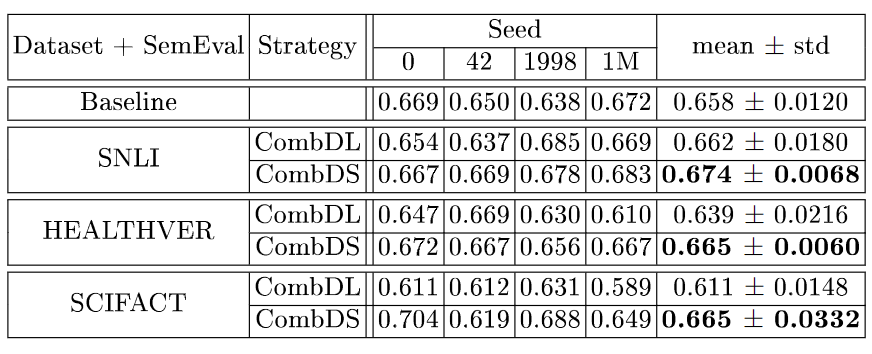 Dataset + SemEval Strategy Seed mean ± std
0 42 1998 1M
Baseline 0.669 0.650 0.638 0.672 0.658 ± 0.0120
SNLI CombDL 0.654 0.637 0.685 0.669 0.662 ± 0.0180
CombDS 0.667 0.669 0.678 0.683 0.674 ± 0.0068
HEALTHVER CombDL 0.647 0.669 0.630 0.610 0.639 ± 0.0216
CombDS 0.672 0.667 0.656 0.667 0.665 ± 0.0060
SCIFACT CombDL 0.611 0.612 0.631 0.589 0.611 ± 0.0148
CombDS 0.704 0.619 0.688 0.649 0.665 ± 0.0332